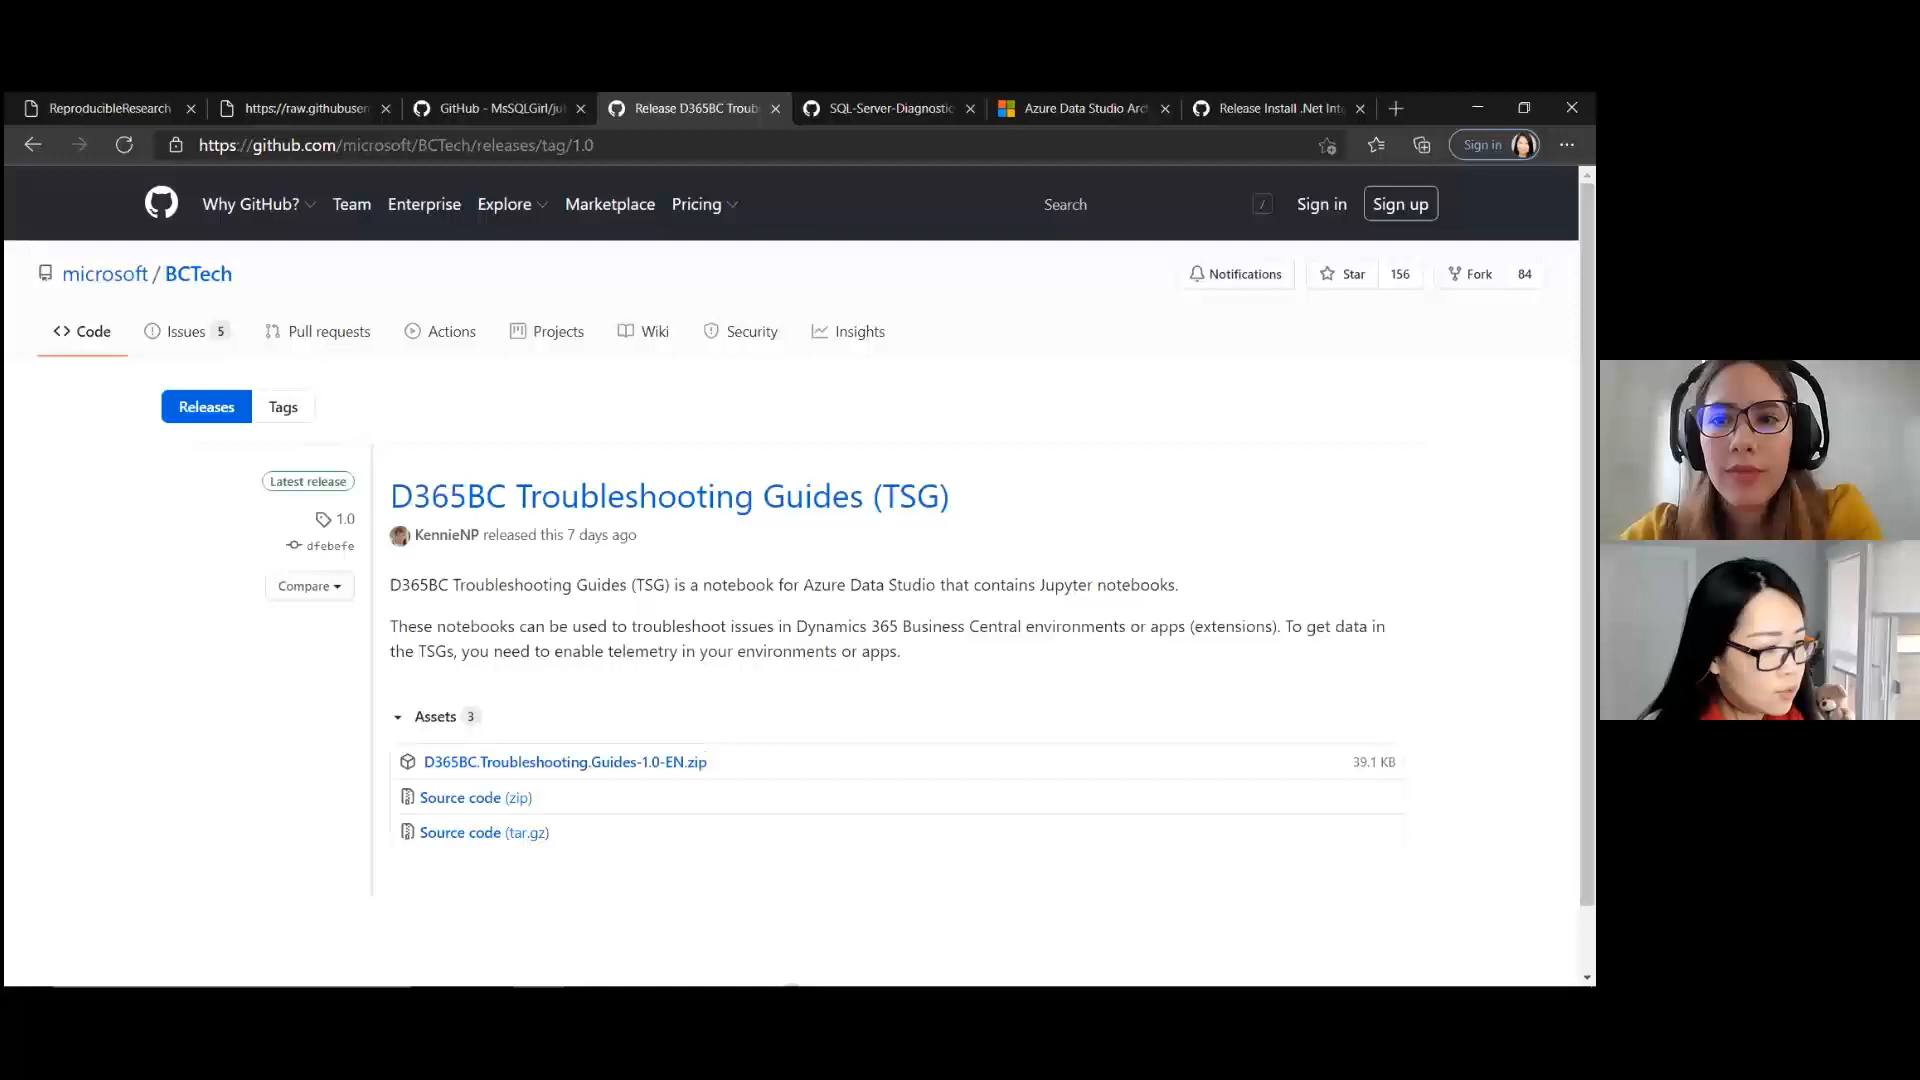 ReproducibleResearch
https://raw.githubuser
GitHub - MsSQLGirl/ju
Release D365BC Troub
SQL-Server-Diagnostic
Azure Data Studio Arc
Release Install .Net Int
https://github.com/microsoft/BCTech/releases/tag/1.0
Sign in
Why GitHub?
Team
Enterprise
Explore
Marketplace
Pricing
Search
/
Sign in
Sign up
microsoft / BCTech
Notifications
Star 156
Fork 84
<> Code
Issues 5
Pull requests
Actions
Projects
Wiki
Security
Insights
Releases
Tags
Latest release
1.0
dfebefe
Compare
D365BC Troubleshooting Guides (TSG)
KennieNP released this 7 days ago
D365BC Troubleshooting Guides (TSG) is a notebook for Azure Data Studio that contains Jupyter notebooks.
These notebooks can be used to troubleshoot issues in Dynamics 365 Business Central environments or apps (extensions). To get data in
the TSGs, you need to enable telemetry in your environments or apps.
Assets 3
D365BC.Troubleshooting.Guides-1.0-EN.zip 39.1 KB
Source code (zip)
Source code (tar.gz)